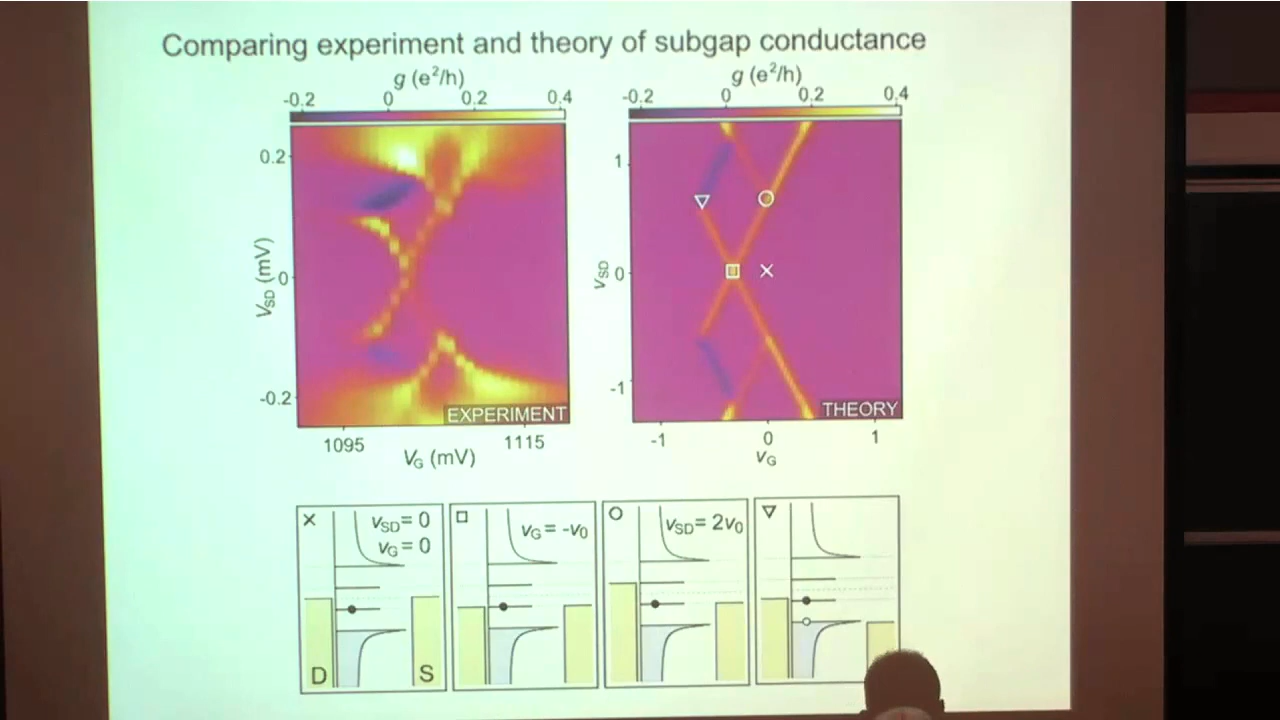 Comparing experiment and theory of subgap conductance
g (e²/h)
-0.2 0 0.2 0.4
0.2
0
-0.2
V_SD (mV)
EXPERIMENT
1095 1115
V_G (mV)
g (e²/h)
-0.2 0 0.2 0.4
1
0
-1
v_SD
THEORY
-1 0 1
v_G
v_SD= 0
v_G= 0
D S
v_G= -v_0
v_SD= 2v_0